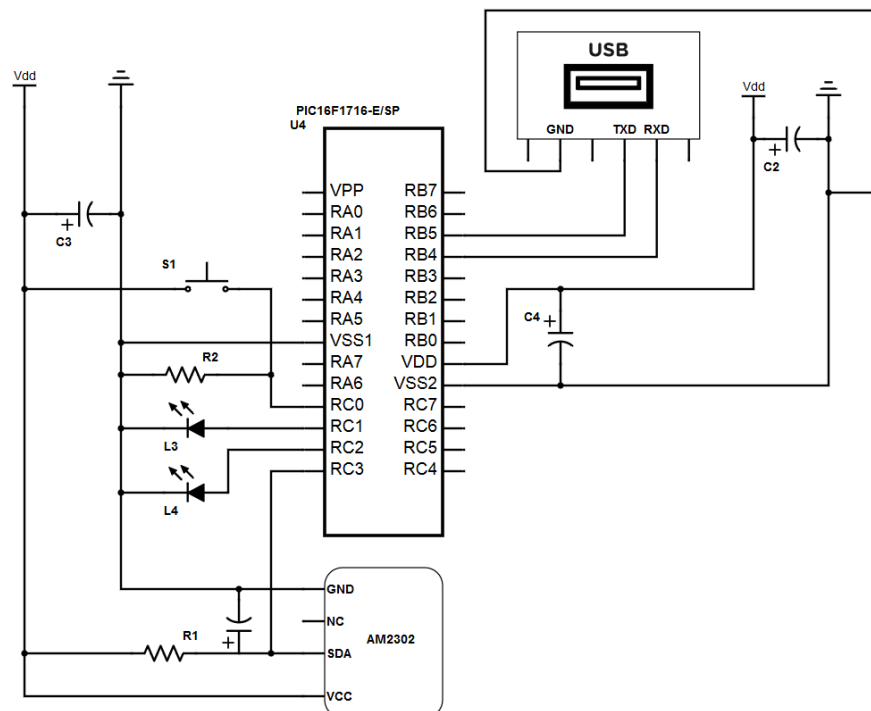 USB
GND TXD RXD
Vdd
Vdd
PIC16F1716-E/SP
U4
+ C2
VPP RB7
RA0 RB6
RA1 RB5
RA2 RB4
RA3 RB3
RA4 RB2
RA5 RB1
VSS1 RB0
RA7 VDD
RA6 VSS2
RC0 RC7
RC1 RC6
RC2 RC5
RC3 RC4
+ C3
S1
C4 +
R2
L3
L4
GND
NC
R1 +
SDA
AM2302
VCC